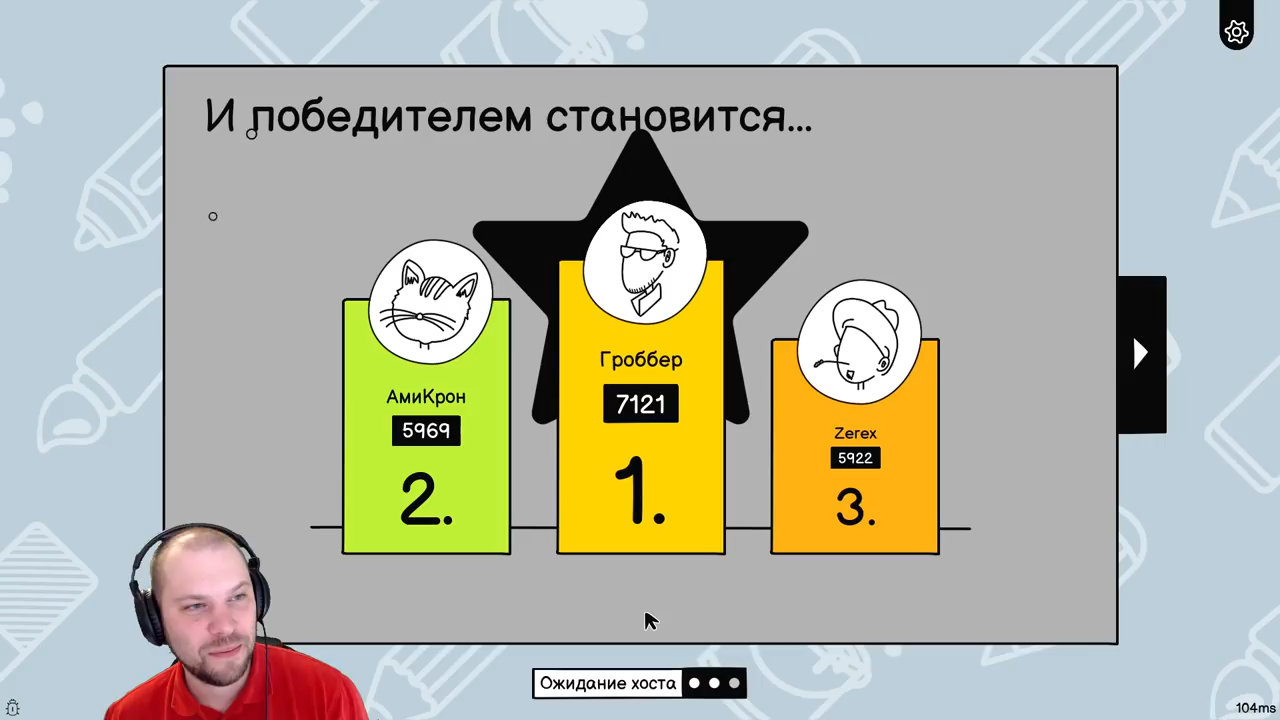 И победителем становится...
Гроббер
7121
1.
АмиКрон
5969
2.
Zerex
5922
3.
Ожидание хоста
104ms